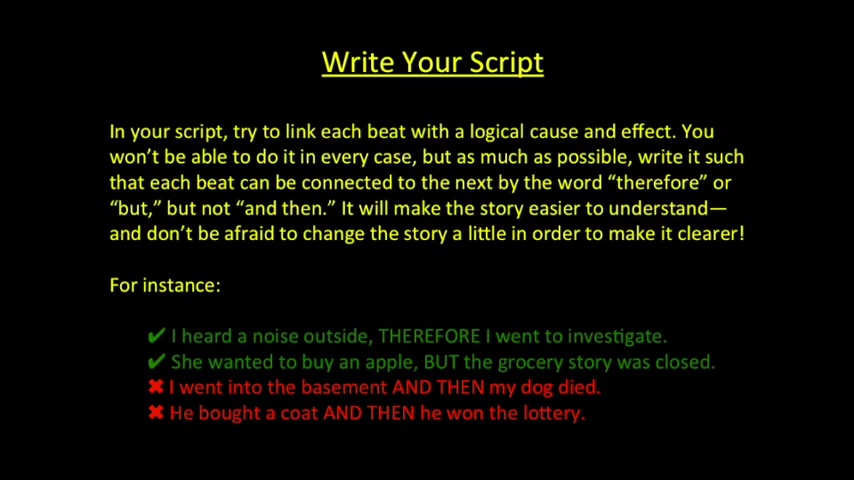 Write Your Script
In your script, try to link each beat with a logical cause and effect. You
won’t be able to do it in every case, but as much as possible, write it such
that each beat can be connected to the next by the word “therefore” or
“but,” but not “and then.” It will make the story easier to understand—
and don’t be afraid to change the story a little in order to make it clearer!
For instance:
✔ I heard a noise outside, THEREFORE I went to investigate.
✔ She wanted to buy an apple, BUT the grocery story was closed.
✖ I went into the basement AND THEN my dog died.
✖ He bought a coat AND THEN he won the lottery.